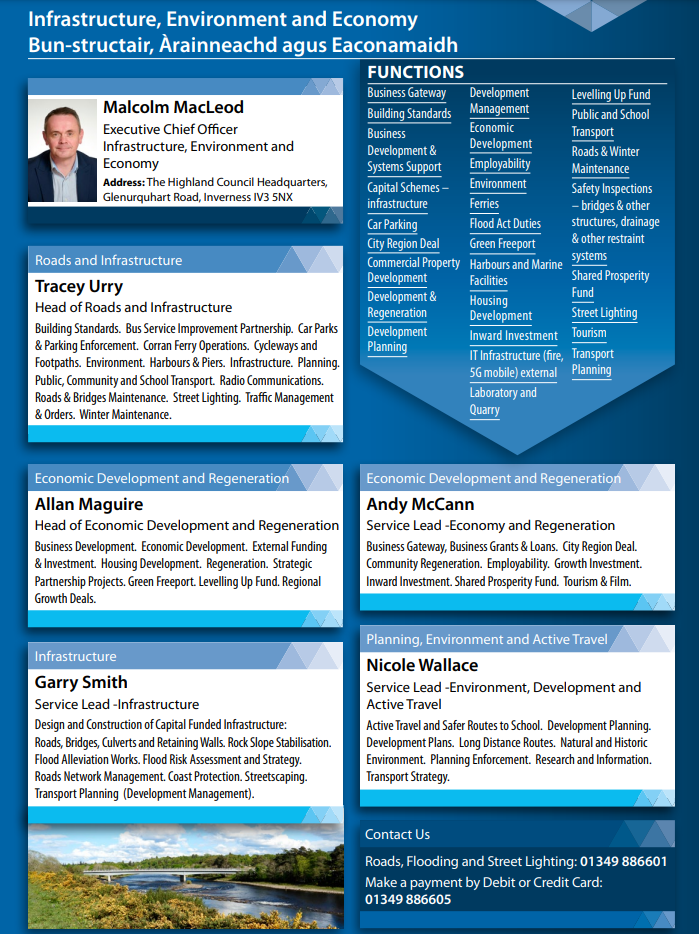 Infrastructure, Environment and Economy
Bun-structair, Àrainneachd agus Eaconamaidh
Malcolm MacLeod
Executive Chief Officer
Infrastructure, Environment and
Economy
Address: The Highland Council Headquarters,
Glenurquhart Road, Inverness IV3 5NX
FUNCTIONS
Business Gateway
Building Standards
Business
Development &
Systems Support
Capital Schemes –
infrastructure
Car Parking
City Region Deal
Commercial Property
Development
Development &
Regeneration
Development
Planning
Development
Management
Economic
Development
Employability
Environment
Ferries
Flood Act Duties
Green Freeport
Harbours and Marine
Facilities
Housing
Development
Inward Investment
IT Infrastructure (fire,
5G mobile) external
Laboratory and
Quarry
Levelling Up Fund
Public and School
Transport
Roads & Winter
Maintenance
Safety Inspections
– bridges & other
structures, drainage
& other restraint
systems
Shared Prosperity
Fund
Street Lighting
Tourism
Transport
Planning
Roads and Infrastructure
Tracey Urry
Head of Roads and Infrastructure
Building Standards. Bus Service Improvement Partnership. Car Parks
& Parking Enforcement. Corran Ferry Operations. Cycleways and
Footpaths. Environment. Harbours & Piers. Infrastructure. Planning.
Public, Community and School Transport. Radio Communications.
Roads & Bridges Maintenance. Street Lighting. Traffic Management
& Orders. Winter Maintenance.
Economic Development and Regeneration
Allan Maguire
Head of Economic Development and Regeneration
Business Development. Economic Development. External Funding
& Investment. Housing Development. Regeneration. Strategic
Partnership Projects. Green Freeport. Levelling Up Fund. Regional
Growth Deals.
Economic Development and Regeneration
Andy McCann
Service Lead -Economy and Regeneration
Business Gateway, Business Grants & Loans. City Region Deal.
Community Regeneration. Employability. Growth Investment.
Inward Investment. Shared Prosperity Fund. Tourism & Film.
Infrastructure
Garry Smith
Service Lead -Infrastructure
Design and Construction of Capital Funded Infrastructure:
Roads, Bridges, Culverts and Retaining Walls. Rock Slope Stabilisation.
Flood Alleviation Works. Flood Risk Assessment and Strategy.
Roads Network Management. Coast Protection. Streetscaping.
Transport Planning (Development Management).
Planning, Environment and Active Travel
Nicole Wallace
Service Lead -Environment, Development and
Active Travel
Active Travel and Safer Routes to School. Development Planning.
Development Plans. Long Distance Routes. Natural and Historic
Environment. Planning Enforcement. Research and Information.
Transport Strategy.
Contact Us
Roads, Flooding and Street Lighting: 01349 886601
Make a payment by Debit or Credit Card:
01349 886605